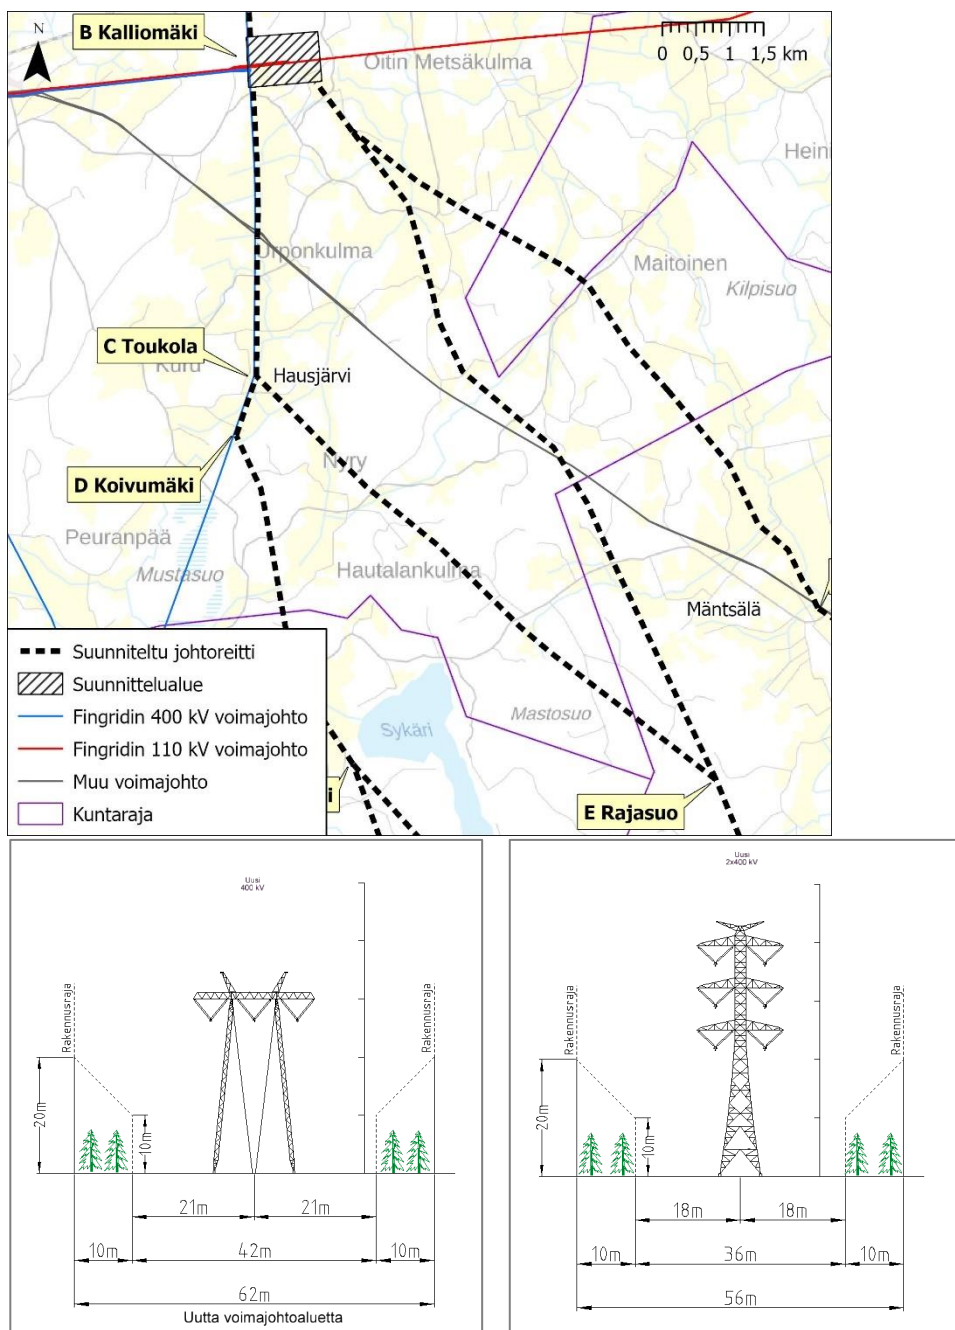 B Kalliomäki
N
Oitin Metsäkulma
0 0,5 1 1,5 km
Hein
Urponkulma
Maitoinen
Kilpisuo
C Toukola
Kuru
Hausjärvi
Nyry
D Koivumäki
Peuranpää
Mustasuo
Hautalankulma
Mäntsälä
Suunniteltu johtoreitti
Suunnittelualue
Fingridin 400 kV voimajohto
Fingridin 110 kV voimajohto
Muu voimajohto
Kuntaraja
i
Sykäri
Mastosuo
E Rajasuo
Uusi
400 kV
Rakennusraja
Rakennusraja
20m
10m
21m 21m
10m 42m 10m
62m
Uutta voimajohtoaluetta
Uusi
2x400 kV
Rakennusraja
Rakennusraja
20m
10m
18m 18m
10m 36m 10m
56m